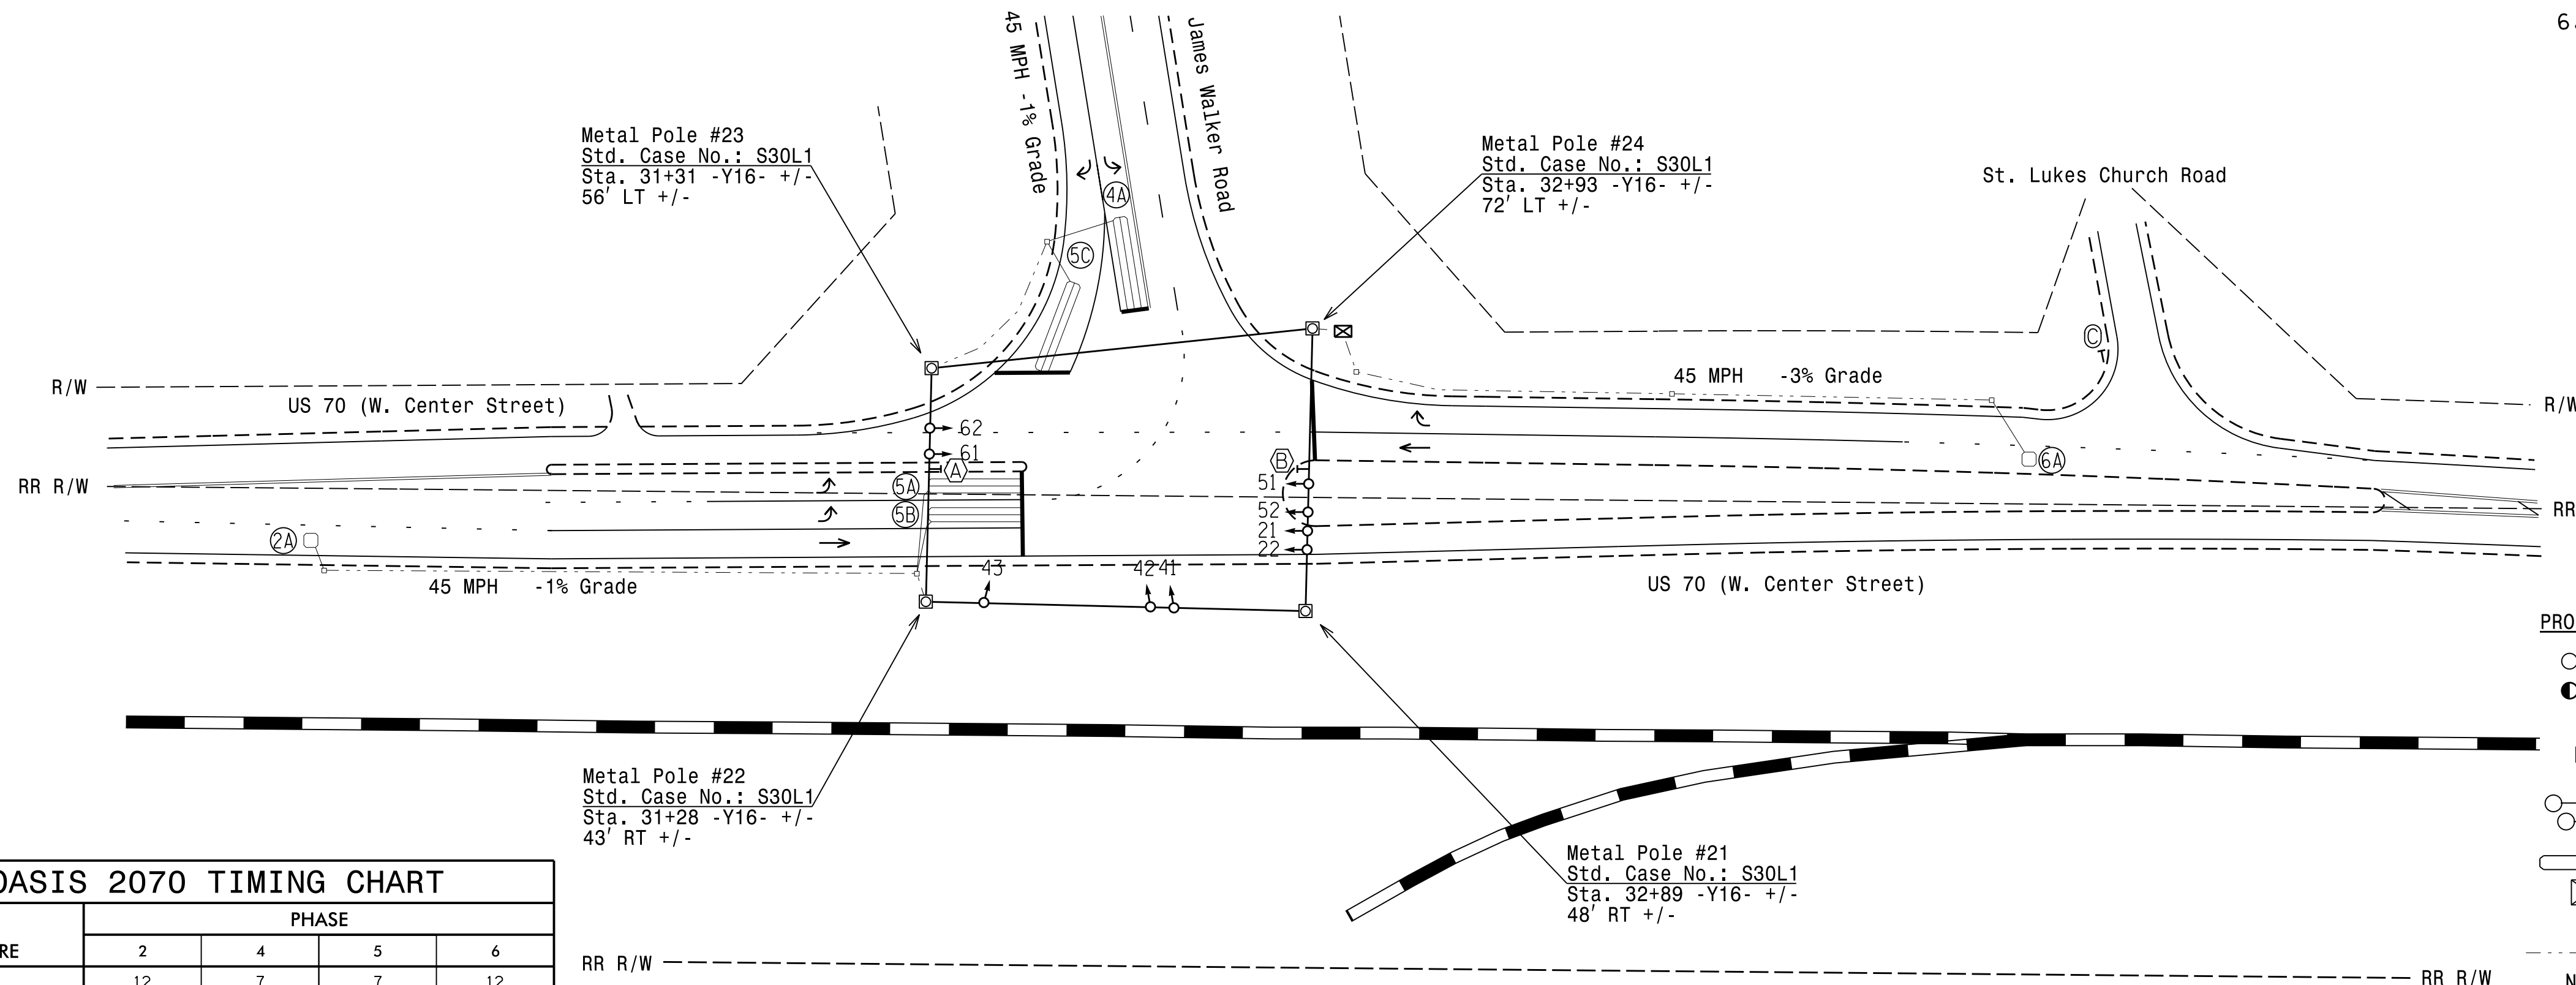 6.
45 MPH -1% Grade
James Walker Road
Metal Pole #23
Std. Case No.: S30L1
Sta. 31+31 -Y16- +/-
56' LT +/-
Metal Pole #24
Std. Case No.: S30L1
Sta. 32+93 -Y16- +/-
72' LT +/-
St. Lukes Church Road
4A
5C
C
R/W
US 70 (W. Center Street)
45 MPH -3% Grade
R/W
62
61
A
B
6A
RR R/W
5A
5B
51
52
21
22
RR
2A
45 MPH -1% Grade
43
42
41
US 70 (W. Center Street)
PRO
Metal Pole #22
Std. Case No.: S30L1
Sta. 31+28 -Y16- +/-
43' RT +/-
Metal Pole #21
Std. Case No.: S30L1
Sta. 32+89 -Y16- +/-
48' RT +/-
OASIS 2070 TIMING CHART
PHASE
RE 2 4 5 6
12 7 7 12
RR R/W
RR R/W